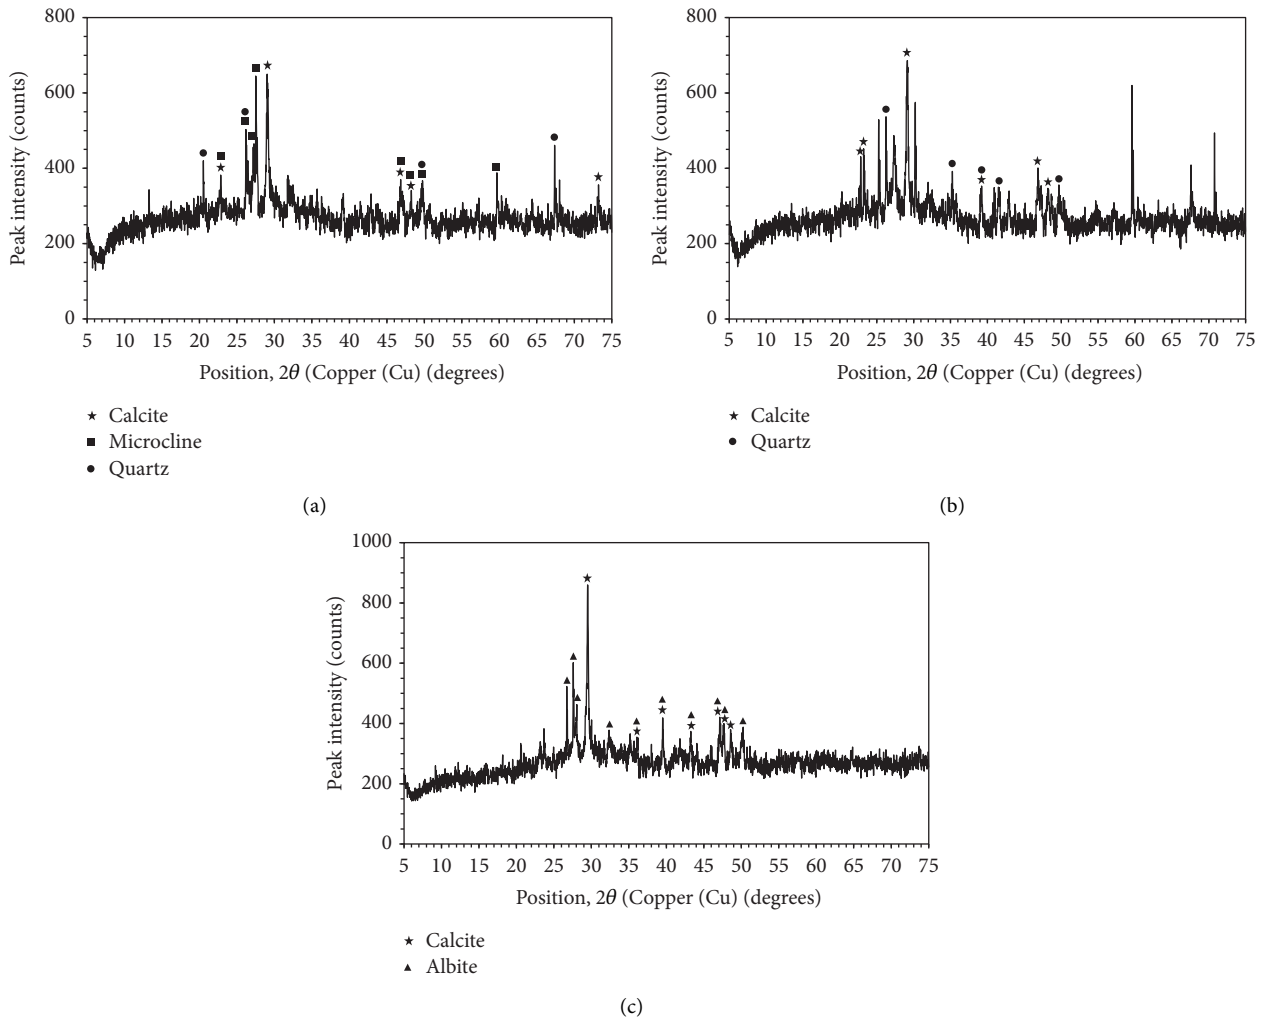 800
600
400
200
0
Peak intensity (counts)
5 10 15 20 25 30 35 40 45 50 55 60 65 70 75
Position, 2θ (Copper (Cu) (degrees)
Calcite
Microcline
Quartz
(a)
800
600
400
200
0
Peak intensity (counts)
5 10 15 20 25 30 35 40 45 50 55 60 65 70 75
Position, 2θ (Copper (Cu) (degrees)
Calcite
Quartz
(b)
1000
800
600
400
200
0
Peak intensity (counts)
5 10 15 20 25 30 35 40 45 50 55 60 65 70 75
Position, 2θ (Copper (Cu) (degrees)
Calcite
Albite
(c)